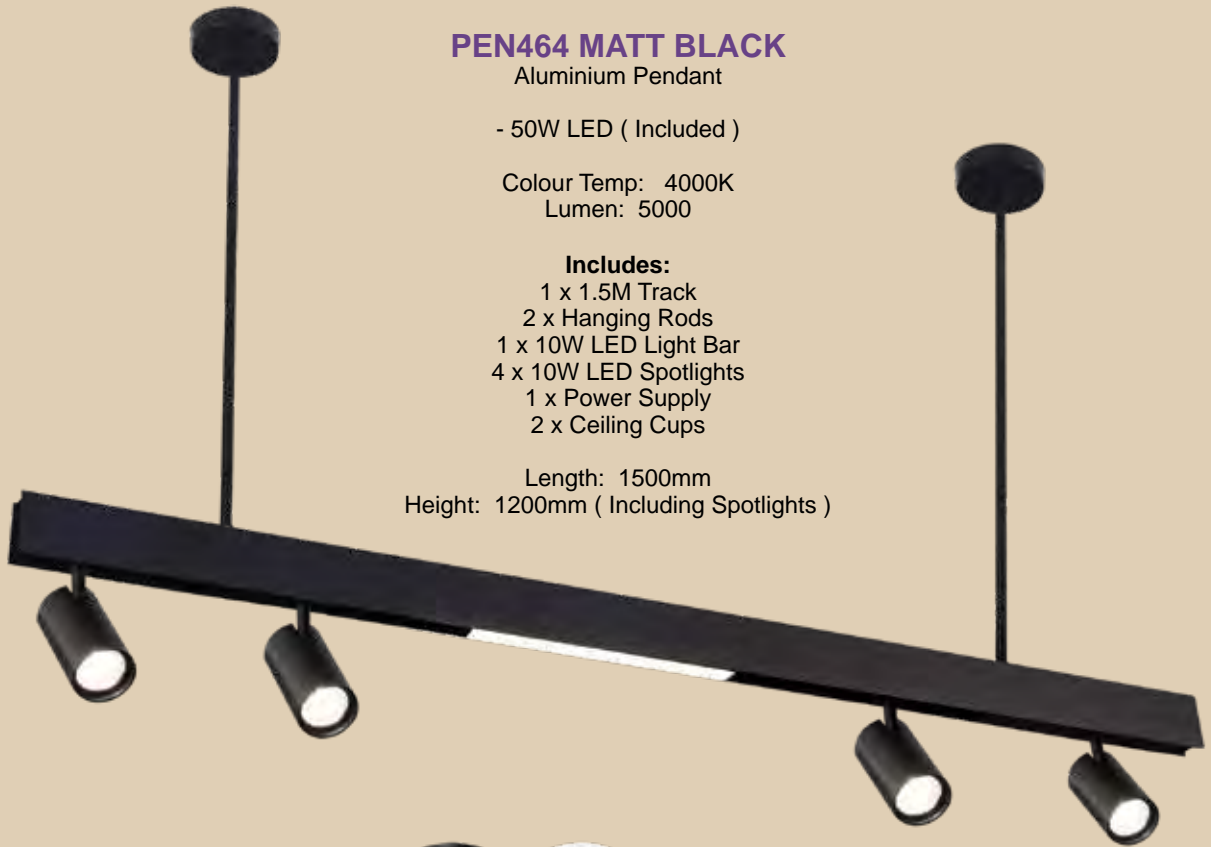 PEN464 MATT BLACK
Aluminium Pendant
- 50W LED ( Included )
Colour Temp: 4000K
Lumen: 5000
Includes:
1 x 1.5M Track
2 x Hanging Rods
1 x 10W LED Light Bar
4 x 10W LED Spotlights
1 x Power Supply
2 x Ceiling Cups
Length: 1500mm
Height: 1200mm ( Including Spotlights )